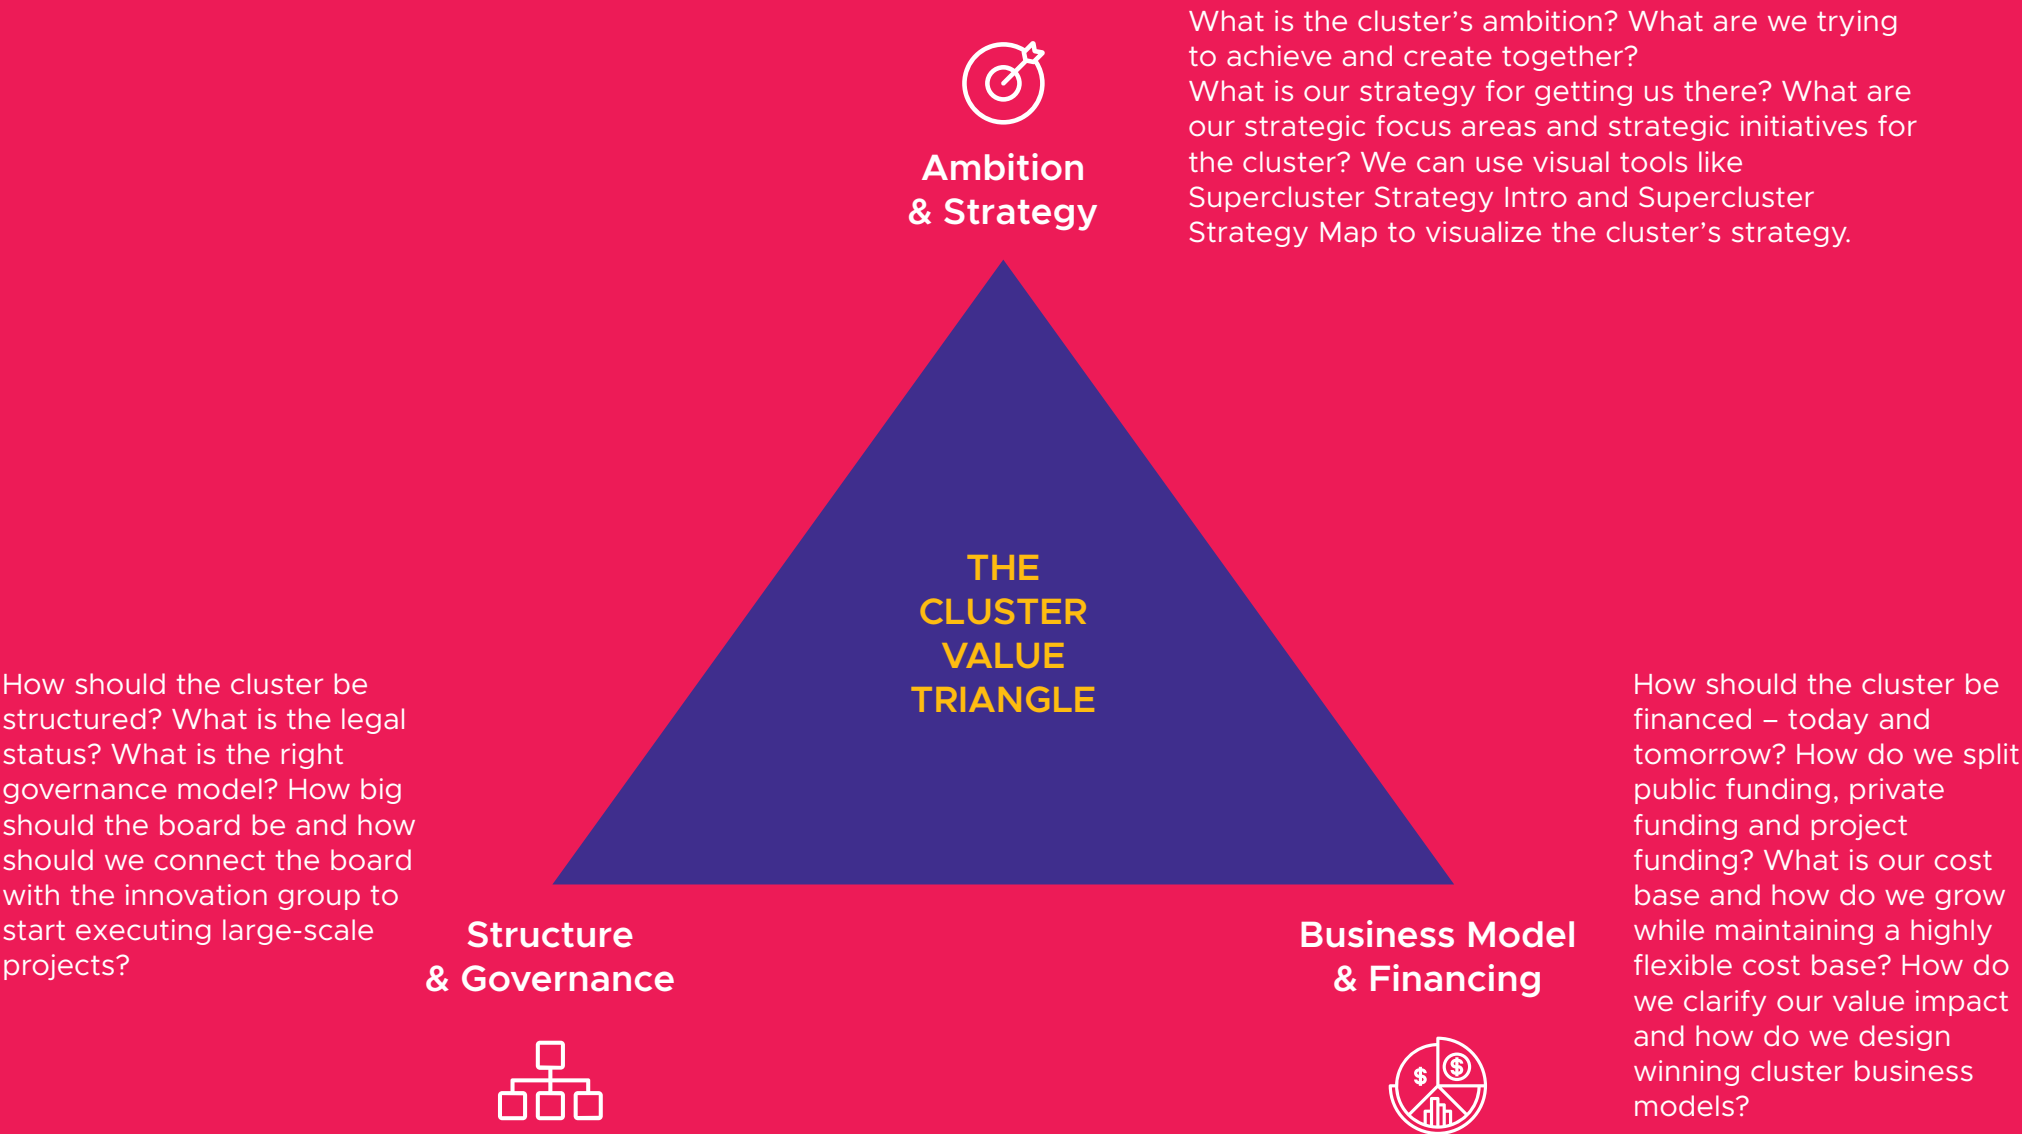 What is the cluster’s ambition? What are we trying
to achieve and create together?
What is our strategy for getting us there? What are
our strategic focus areas and strategic initiatives for
the cluster? We can use visual tools like
Supercluster Strategy Intro and Supercluster
Strategy Map to visualize the cluster’s strategy.
Ambition
& Strategy
THE
CLUSTER
VALUE
TRIANGLE
How should the cluster be
structured? What is the legal
status? What is the right
governance model? How big
should the board be and how
should we connect the board
with the innovation group to
start executing large-scale
projects?
Structure
& Governance
Business Model
& Financing
$
$
How should the cluster be
financed – today and
tomorrow? How do we split
public funding, private
funding and project
funding? What is our cost
base and how do we grow
while maintaining a highly
flexible cost base? How do
we clarify our value impact
and how do we design
winning cluster business
models?